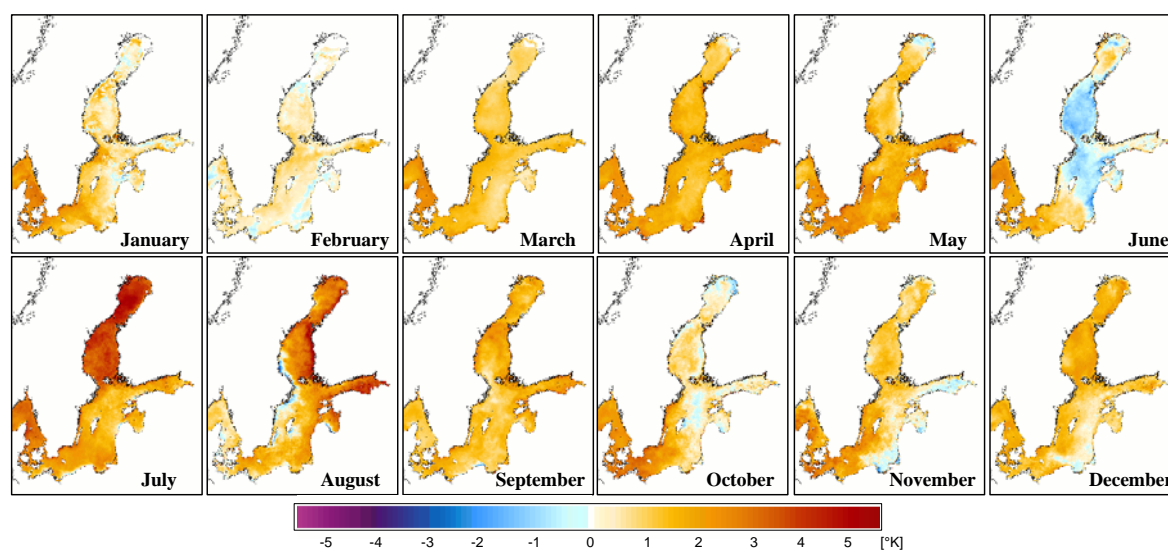 January February March April May June
July August September October November December
-5 -4 -3 -2 -1 0 1 2 3 4 5 [°K]